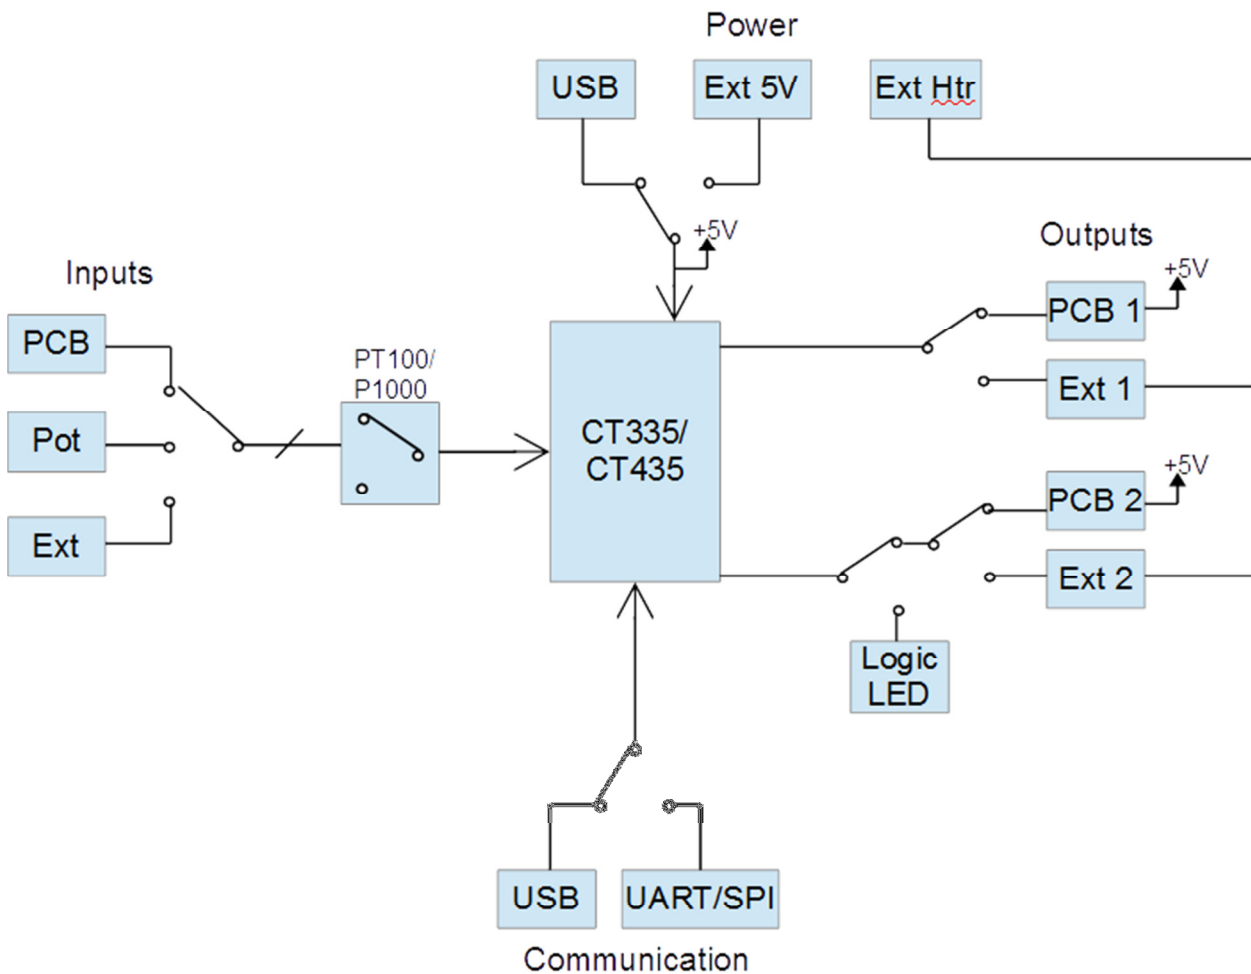 Power
USB
Ext 5V
Ext Htr
+5V
Outputs
Inputs
+5V
PCB 1
PCB
PT100/
P1000
Ext 1
Pot
CT335/
CT435
+5V
PCB 2
Ext
Ext 2
Logic
LED
USB
UART/SPI
Communication